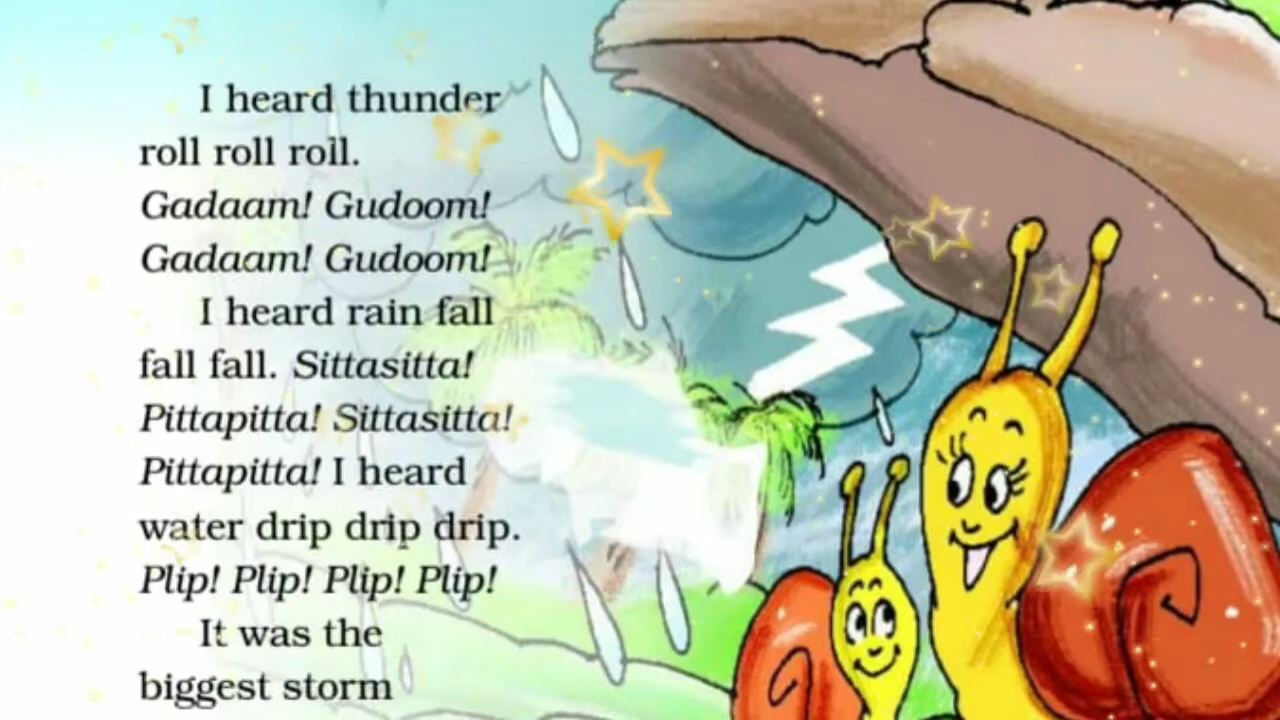 I heard thunder
roll roll roll.
Gadaam! Gudoom!
Gadaam! Gudoom!
I heard rain fall
fall fall. Sittasitta!
Pittapitta! Sittasitta!
Pittapitta! I heard
water drip drip drip.
Plip! Plip! Plip! Plip!
It was the
biggest storm